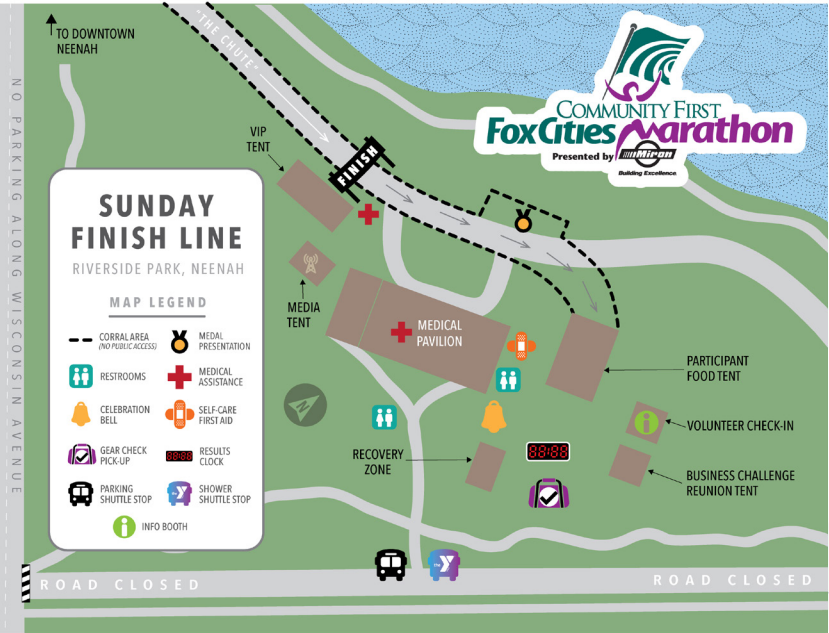 TO DOWNTOWN
NEENAH
"THE CHUTE"
COMMUNITY FIRST
FoxCities Marathon
Presented by Miron
Building Excellence.
NO PARKING ALONG WISCONSIN AVENUE
VIP
TENT
FINISH
SUNDAY
FINISH LINE
RIVERSIDE PARK, NEENAH
MAP LEGEND
CORRAL AREA
(NO PUBLIC ACCESS)
MEDAL
PRESENTATION
RESTROOMS
MEDICAL
ASSISTANCE
CELEBRATION
BELL
SELF-CARE
FIRST AID
GEAR CHECK
PICK-UP
88:88
RESULTS
CLOCK
PARKING
SHUTTLE STOP
the Y
SHOWER
SHUTTLE STOP
i
INFO BOOTH
MEDIA
TENT
MEDICAL
PAVILION
N
PARTICIPANT
FOOD TENT
i
VOLUNTEER CHECK-IN
RECOVERY
ZONE
88:88
BUSINESS CHALLENGE
REUNION TENT
the Y
ROAD CLOSED
ROAD CLOSED